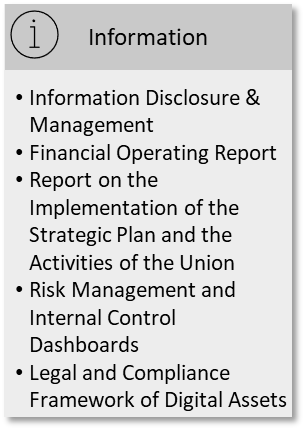 i Information
• Information Disclosure &
Management
• Financial Operating Report
• Report on the
Implementation of the
Strategic Plan and the
Activities of the Union
• Risk Management and
Internal Control
Dashboards
• Legal and Compliance
Framework of Digital Assets